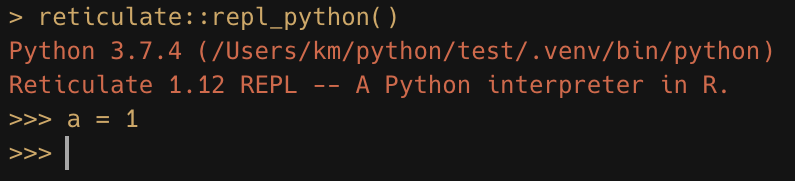 > reticulate::repl_python()
Python 3.7.4 (/Users/km/python/test/.venv/bin/python)
Reticulate 1.12 REPL -- A Python interpreter in R.
>>> a = 1
>>>